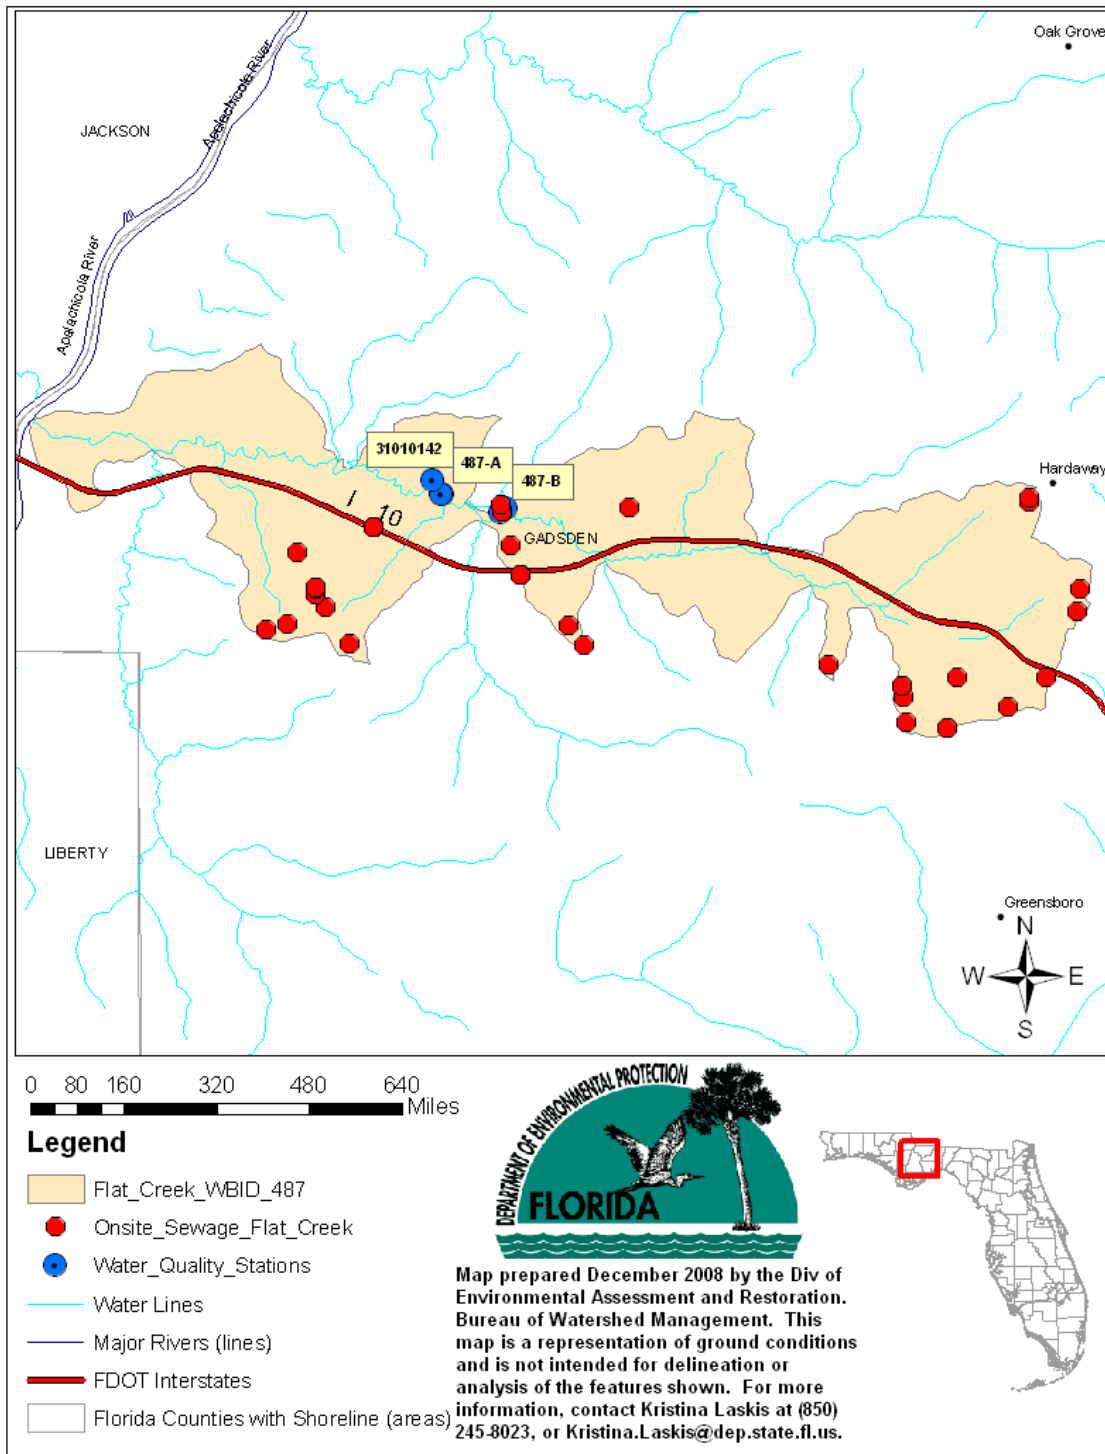 Oak Grove
JACKSON
Apalachicola River
Apalachicola River
31010142
487-A
487-B
Hardaway
I 10
GADSDEN
LIBERTY
Greensboro
N
W E
S
0 80 160 320 480 640
Miles
Legend
Flat_Creek_WBID_487
Onsite_Sewage_Flat_Creek
Water_Quality_Stations
Water Lines
Major Rivers (lines)
FDOT Interstates
Florida Counties with Shoreline (areas)
DEPARTMENT OF ENVIRONMENTAL PROTECTION
FLORIDA
Map prepared December 2008 by the Div of
Environmental Assessment and Restoration.
Bureau of Watershed Management. This
map is a representation of ground conditions
and is not intended for delineation or
analysis of the features shown. For more
information, contact Kristina Laskis at (850)
245-8023, or Kristina.Laskis@dep.state.fl.us.